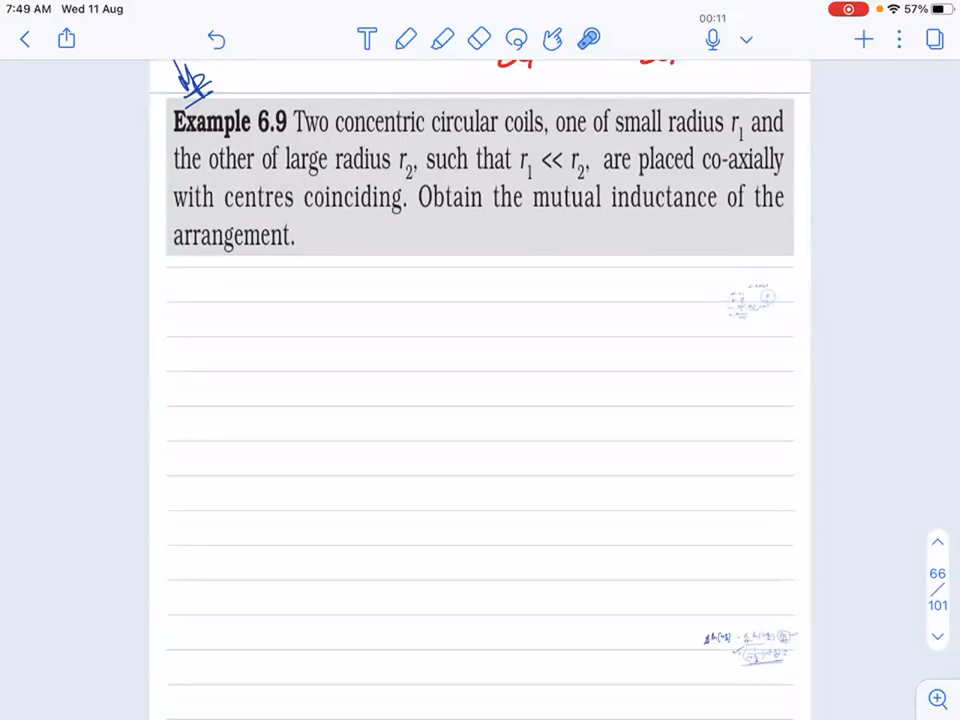 7:49 AM Wed 11 Aug
57%
00:11
T
Example 6.9 Two concentric circular coils, one of small radius r₁ and
the other of large radius r₂, such that r₁ << r₂, are placed co-axially
with centres coinciding. Obtain the mutual inductance of the
arrangement.
66
/
101